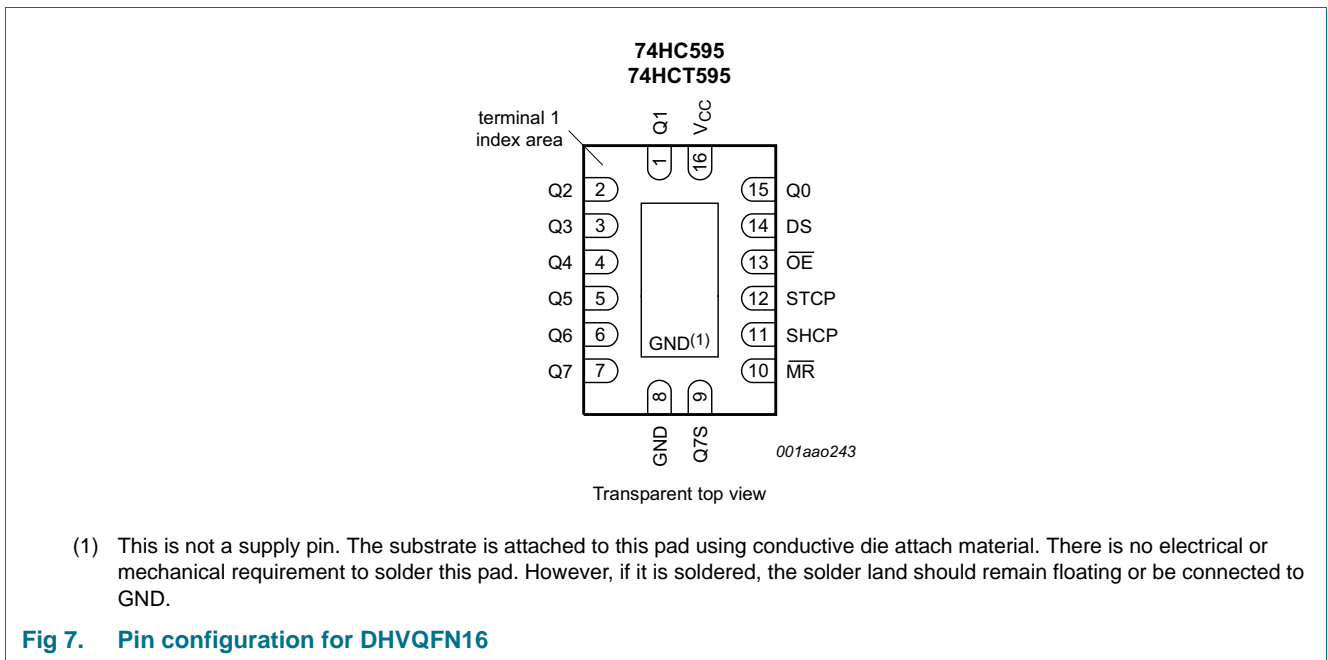 74HC595
74HCT595
terminal 1
index area
Q1
VCC
1
16
Q2 2
15 Q0
Q3 3
14 DS
Q4 4
13 OE
Q5 5
12 STCP
Q6 6
11 SHCP
Q7 7
10 MR
GND(1)
8
9
GND
Q7S
001aao243
Transparent top view
(1) This is not a supply pin. The substrate is attached to this pad using conductive die attach material. There is no electrical or
mechanical requirement to solder this pad. However, if it is soldered, the solder land should remain floating or be connected to
GND.
Fig 7. Pin configuration for DHVQFN16